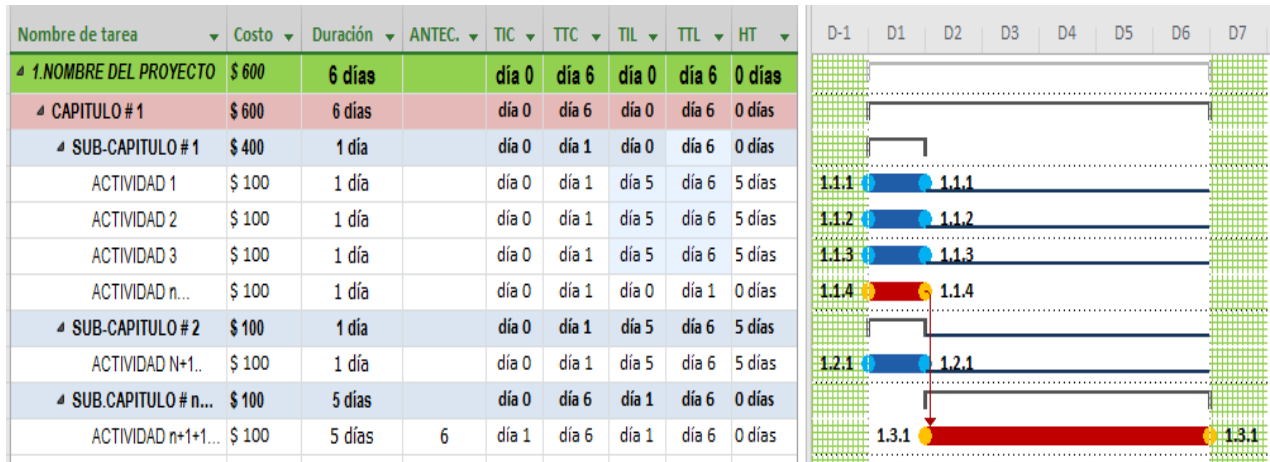 Nombre de tarea Costo Duración ANTEC. TIC TTC TIL TTL HT D-1 D1 D2 D3 D4 D5 D6 D7
1.NOMBRE DEL PROYECTO $ 600 6 días día 0 día 6 día 0 día 6 0 días
CAPITULO # 1 $ 600 6 días día 0 día 6 día 0 día 6 0 días
SUB-CAPITULO # 1 $ 400 1 día día 0 día 1 día 0 día 6 0 días
ACTIVIDAD 1 $ 100 1 día día 0 día 1 día 5 día 6 5 días 1.1.1 1.1.1
ACTIVIDAD 2 $ 100 1 día día 0 día 1 día 5 día 6 5 días 1.1.2 1.1.2
ACTIVIDAD 3 $ 100 1 día día 0 día 1 día 5 día 6 5 días 1.1.3 1.1.3
ACTIVIDAD n... $ 100 1 día día 0 día 1 día 0 día 1 0 días 1.1.4 1.1.4
SUB-CAPITULO # 2 $ 100 1 día día 0 día 1 día 5 día 6 5 días
ACTIVIDAD N+1.. $ 100 1 día día 0 día 1 día 5 día 6 5 días 1.2.1 1.2.1
SUB.CAPITULO # n... $ 100 5 días día 0 día 6 día 1 día 6 0 días
ACTIVIDAD n+1+1... $ 100 5 días 6 día 1 día 6 día 1 día 6 0 días 1.3.1 1.3.1